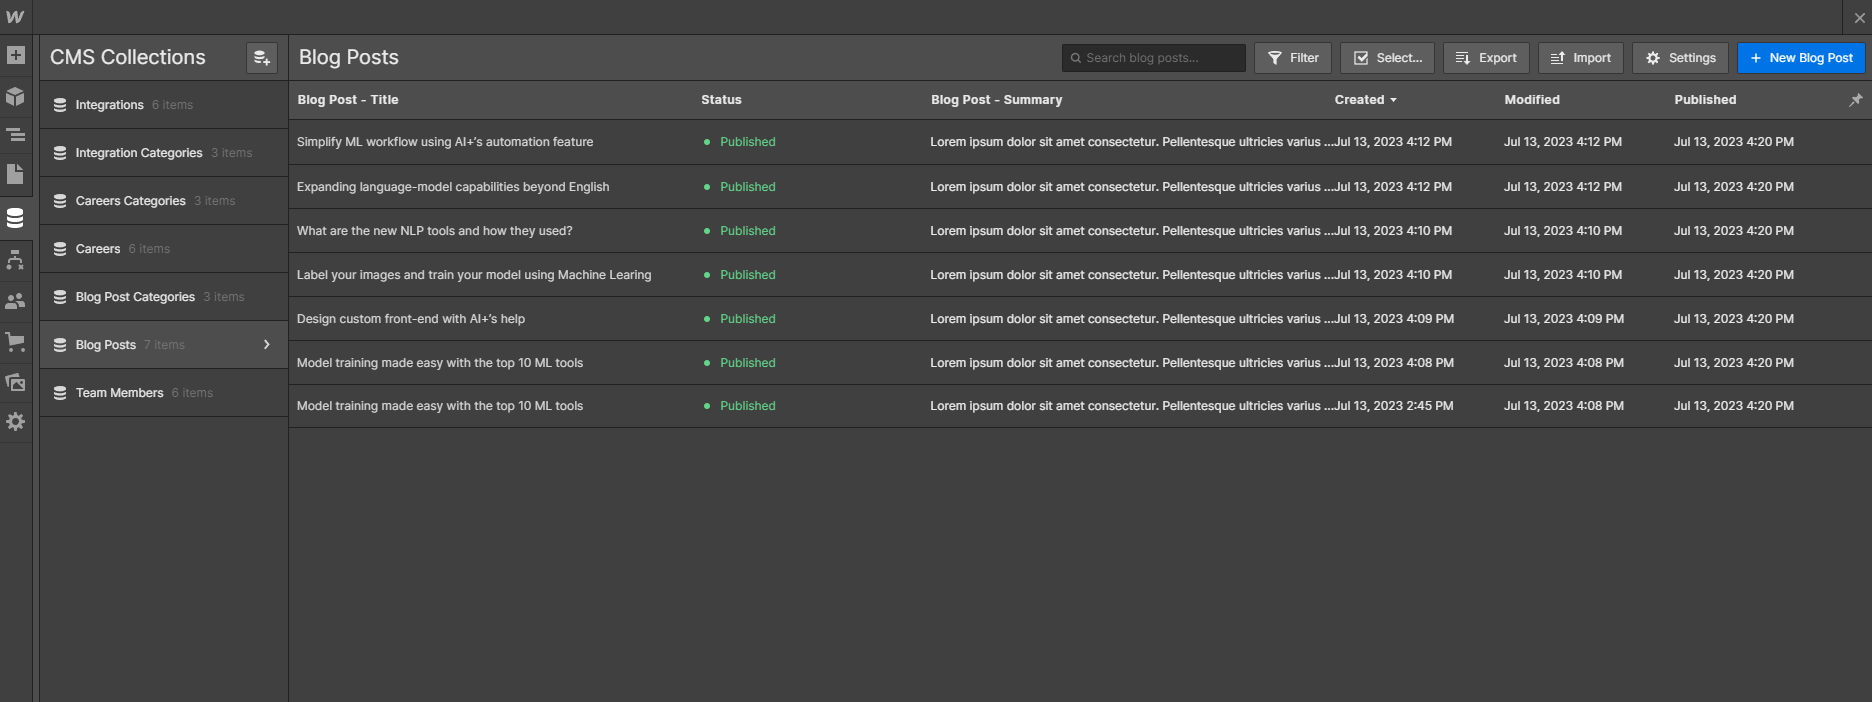 CMS Collections
Blog Posts
Search blog posts...
Filter
Select...
Export
Import
Settings
+ New Blog Post
Integrations 6 items
Integration Categories 3 items
Careers Categories 3 items
Careers 6 items
Blog Post Categories 3 items
Blog Posts 7 items
Team Members 6 items
Blog Post - Title Status Blog Post - Summary Created Modified Published
Simplify ML workflow using AI+’s automation feature Published Lorem ipsum dolor sit amet consectetur. Pellentesque ultricies varius ... Jul 13, 2023 4:12 PM Jul 13, 2023 4:12 PM Jul 13, 2023 4:20 PM
Expanding language-model capabilities beyond English Published Lorem ipsum dolor sit amet consectetur. Pellentesque ultricies varius ... Jul 13, 2023 4:12 PM Jul 13, 2023 4:12 PM Jul 13, 2023 4:20 PM
What are the new NLP tools and how they used? Published Lorem ipsum dolor sit amet consectetur. Pellentesque ultricies varius ... Jul 13, 2023 4:10 PM Jul 13, 2023 4:10 PM Jul 13, 2023 4:20 PM
Label your images and train your model using Machine Learing Published Lorem ipsum dolor sit amet consectetur. Pellentesque ultricies varius ... Jul 13, 2023 4:10 PM Jul 13, 2023 4:10 PM Jul 13, 2023 4:20 PM
Design custom front-end with AI+’s help Published Lorem ipsum dolor sit amet consectetur. Pellentesque ultricies varius ... Jul 13, 2023 4:09 PM Jul 13, 2023 4:09 PM Jul 13, 2023 4:20 PM
Model training made easy with the top 10 ML tools Published Lorem ipsum dolor sit amet consectetur. Pellentesque ultricies varius ... Jul 13, 2023 4:08 PM Jul 13, 2023 4:08 PM Jul 13, 2023 4:20 PM
Model training made easy with the top 10 ML tools Published Lorem ipsum dolor sit amet consectetur. Pellentesque ultricies varius ... Jul 13, 2023 2:45 PM Jul 13, 2023 4:08 PM Jul 13, 2023 4:20 PM